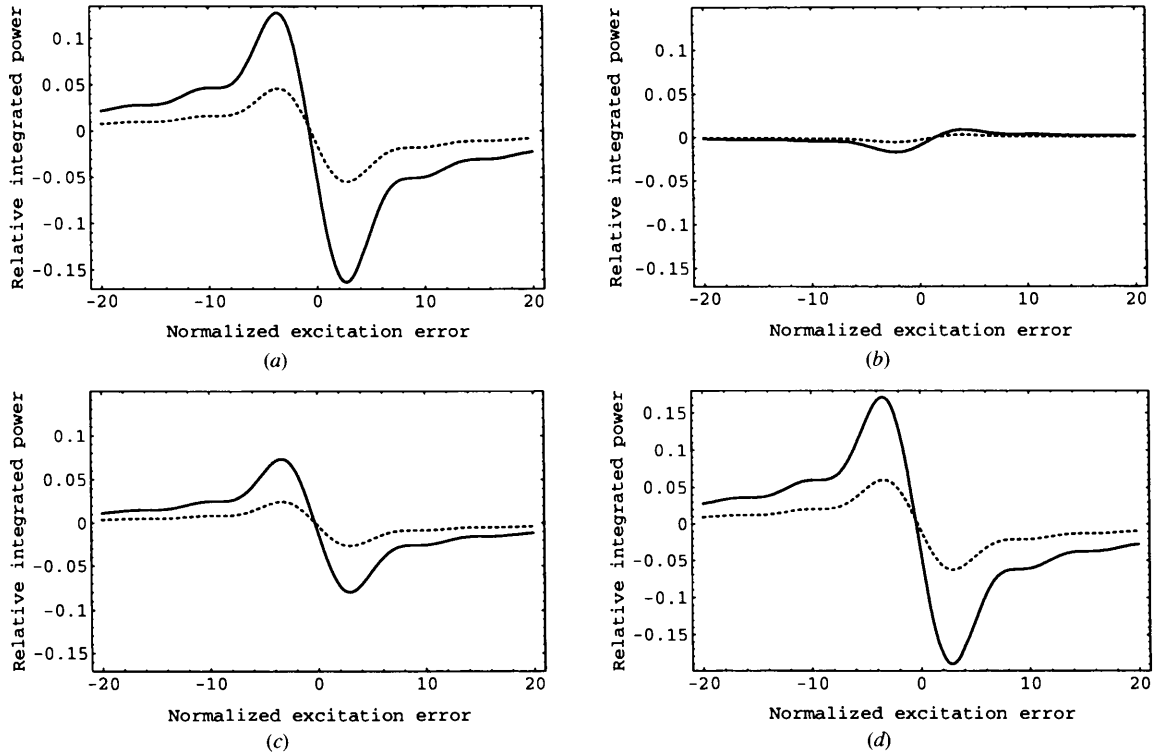 Relative integrated power
0.1
0.05
0
-0.05
-0.1
-0.15
-20 -10 0 10 20
Normalized excitation error
(a)
Relative integrated power
0.1
0.05
0
-0.05
-0.1
-0.15
-20 -10 0 10 20
Normalized excitation error
(b)
Relative integrated power
0.1
0.05
0
-0.05
-0.1
-0.15
-20 -10 0 10 20
Normalized excitation error
(c)
Relative integrated power
0.15
0.1
0.05
0
-0.05
-0.1
-0.15
-20 -10 0 10 20
Normalized excitation error
(d)